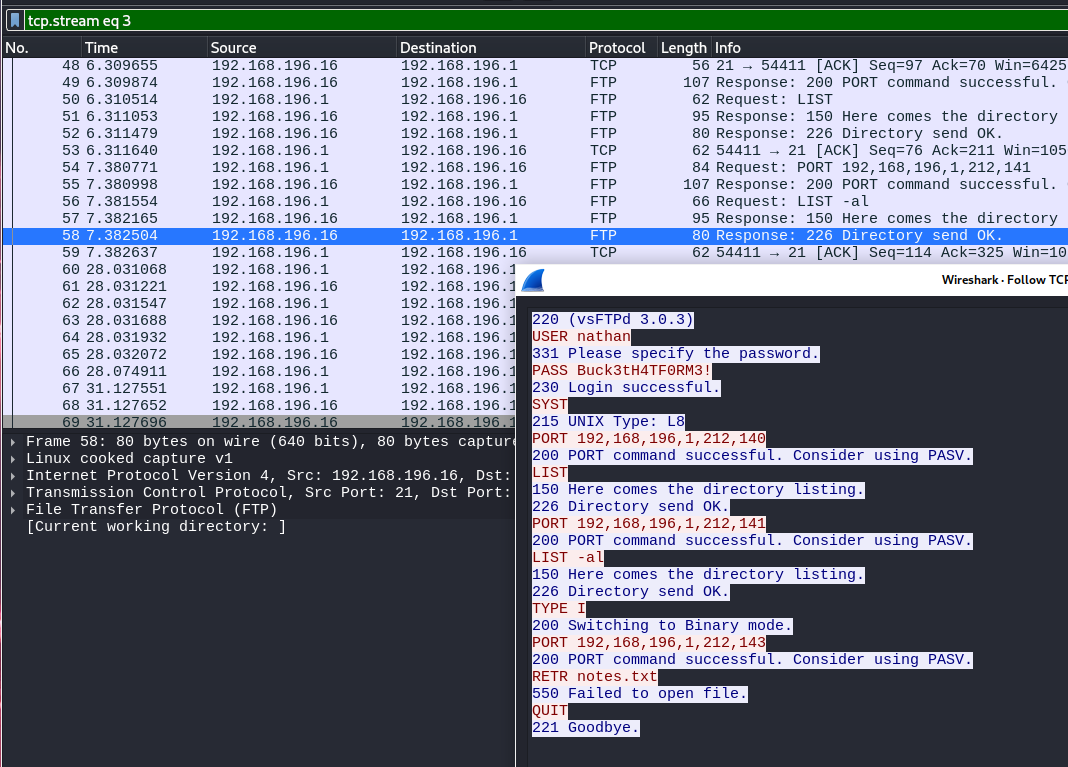 tcp.stream eq 3
No. Time Source Destination Protocol Length Info
48 6.309655 192.168.196.16 192.168.196.1 TCP 56 21 → 54411 [ACK] Seq=97 Ack=70 Win=6425
49 6.309874 192.168.196.16 192.168.196.1 FTP 107 Response: 200 PORT command successful.
50 6.310514 192.168.196.1 192.168.196.16 FTP 62 Request: LIST
51 6.311053 192.168.196.16 192.168.196.1 FTP 95 Response: 150 Here comes the directory
52 6.311479 192.168.196.16 192.168.196.1 FTP 80 Response: 226 Directory send OK.
53 6.311640 192.168.196.1 192.168.196.16 TCP 62 54411 → 21 [ACK] Seq=76 Ack=211 Win=105
54 7.380771 192.168.196.1 192.168.196.16 FTP 84 Request: PORT 192,168,196,1,212,141
55 7.380998 192.168.196.16 192.168.196.1 FTP 107 Response: 200 PORT command successful.
56 7.381554 192.168.196.1 192.168.196.16 FTP 66 Request: LIST -al
57 7.382165 192.168.196.16 192.168.196.1 FTP 95 Response: 150 Here comes the directory
58 7.382504 192.168.196.16 192.168.196.1 FTP 80 Response: 226 Directory send OK.
59 7.382637 192.168.196.1 192.168.196.16 TCP 62 54411 → 21 [ACK] Seq=114 Ack=325 Win=10
60 28.031068 192.168.196.1 192.168.196.1
61 28.031221 192.168.196.16 192.168.196.1
62 28.031547 192.168.196.1 192.168.196.1
63 28.031688 192.168.196.16 192.168.196.1
64 28.031932 192.168.196.1 192.168.196.1
65 28.032072 192.168.196.16 192.168.196.1
66 28.074911 192.168.196.1 192.168.196.1
67 31.127551 192.168.196.1 192.168.196.1
68 31.127652 192.168.196.16 192.168.196.1
69 31.127696 192.168.196.16 192.168.196.1
Frame 58: 80 bytes on wire (640 bits), 80 bytes capture
Linux cooked capture v1
Internet Protocol Version 4, Src: 192.168.196.16, Dst:
Transmission Control Protocol, Src Port: 21, Dst Port:
File Transfer Protocol (FTP)
[Current working directory: ]
Wireshark · Follow TCP
220 (vsFTPd 3.0.3)
USER nathan
331 Please specify the password.
PASS Buck3tH4TF0RM3!
230 Login successful.
SYST
215 UNIX Type: L8
PORT 192,168,196,1,212,140
200 PORT command successful. Consider using PASV.
LIST
150 Here comes the directory listing.
226 Directory send OK.
PORT 192,168,196,1,212,141
200 PORT command successful. Consider using PASV.
LIST -al
150 Here comes the directory listing.
226 Directory send OK.
TYPE I
200 Switching to Binary mode.
PORT 192,168,196,1,212,143
200 PORT command successful. Consider using PASV.
RETR notes.txt
550 Failed to open file.
QUIT
221 Goodbye.